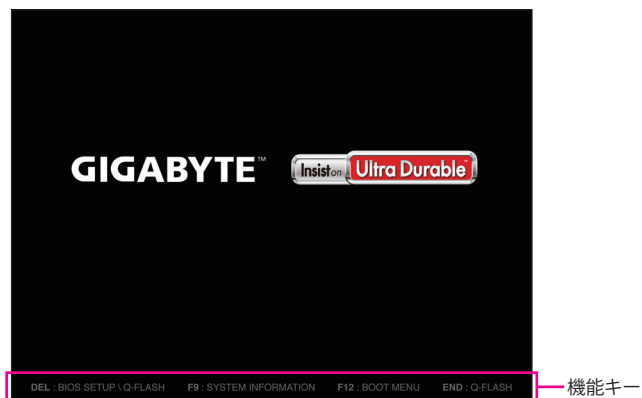 GIGABYTE™ Insist on Ultra Durable™
DEL : BIOS SETUP \ Q-FLASH F9 : SYSTEM INFORMATION F12 : BOOT MENU END : Q-FLASH 機能キー